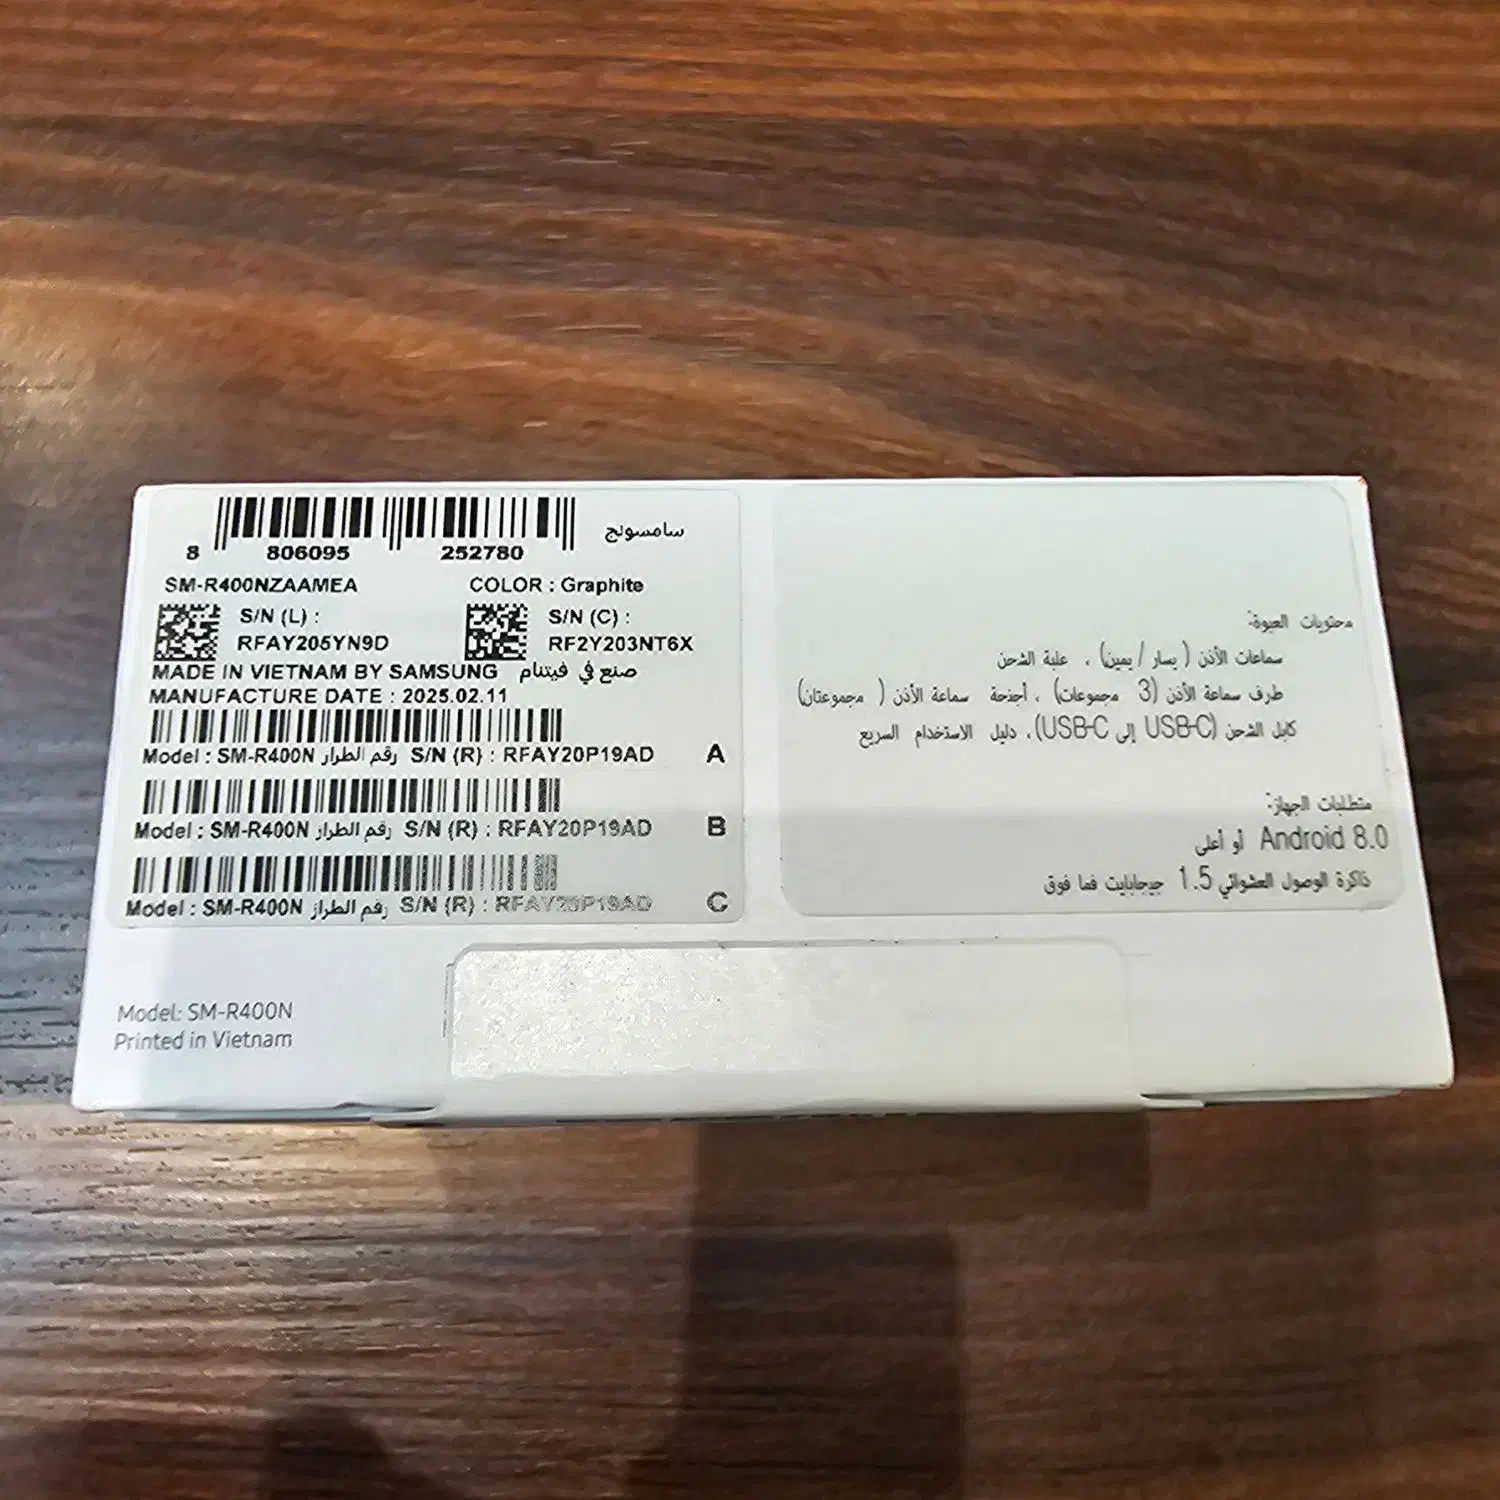 سامسونج
8 806095 252780
SM-R400NZAAMEA COLOR : Graphite
S/N (L) : S/N (C) :
RFAY205YN9D RF2Y203NT6X
MADE IN VIETNAM BY SAMSUNG صنع في فيتنام
MANUFACTURE DATE : 2025.02.11
Model : SM-R400N رقم الطراز S/N (R) : RFAY20P19AD A
Model : SM-R400N رقم الطراز S/N (R) : RFAY20P19AD B
Model : SM-R400N رقم الطراز S/N (R) : RFAY20P19AD C
Model: SM-R400N
Printed in Vietnam
محتويات العبوة:
سماعات الأذن ( يسار / يمين) ، علبة الشحن
طرف سماعة الأذن (3 مجموعات) ، أجنحة سماعة الأذن ( مجموعتان)
كابل الشحن (USB-C إلى USB-C)، دليل الاستخدام السريع
متطلبات الجهاز:
Android 8.0 أو أعلى
ذاكرة الوصول العشوائي 1.5 جيجابايت فما فوق